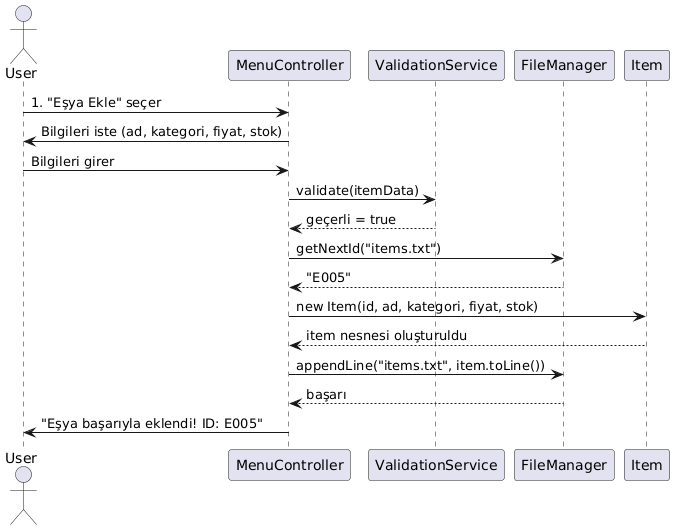 User
MenuController
ValidationService
FileManager
Item
1. "Eşya Ekle" seçer
Bilgileri iste (ad, kategori, fiyat, stok)
Bilgileri girer
validate(itemData)
geçerli = true
getNextId("items.txt")
"E005"
new Item(id, ad, kategori, fiyat, stok)
item nesnesi oluşturuldu
appendLine("items.txt", item.toLine())
başarı
"Eşya başarıyla eklendi! ID: E005"
User
MenuController
ValidationService
FileManager
Item